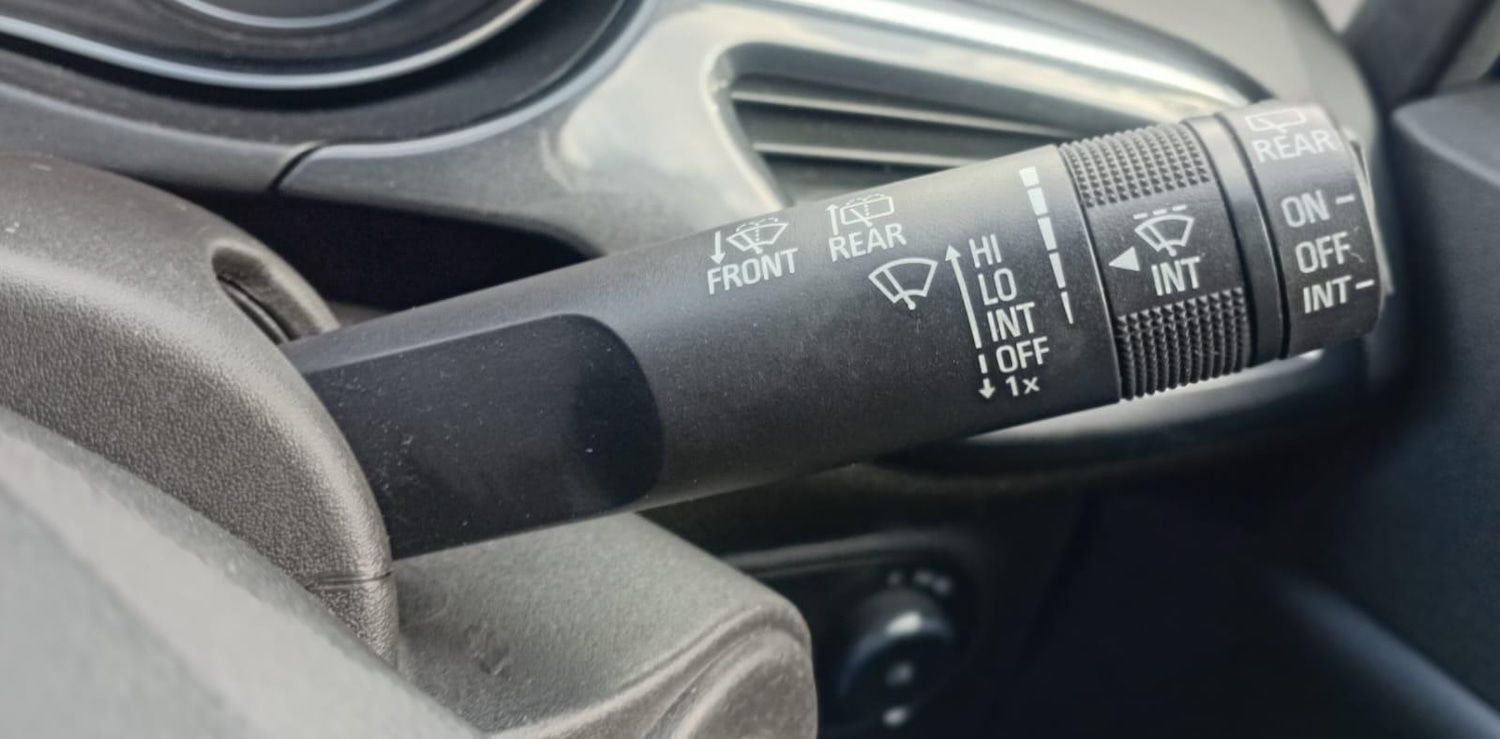 FRONT
REAR
HI
LO
INT
OFF
1x
INT
REAR
ON
OFF
INT